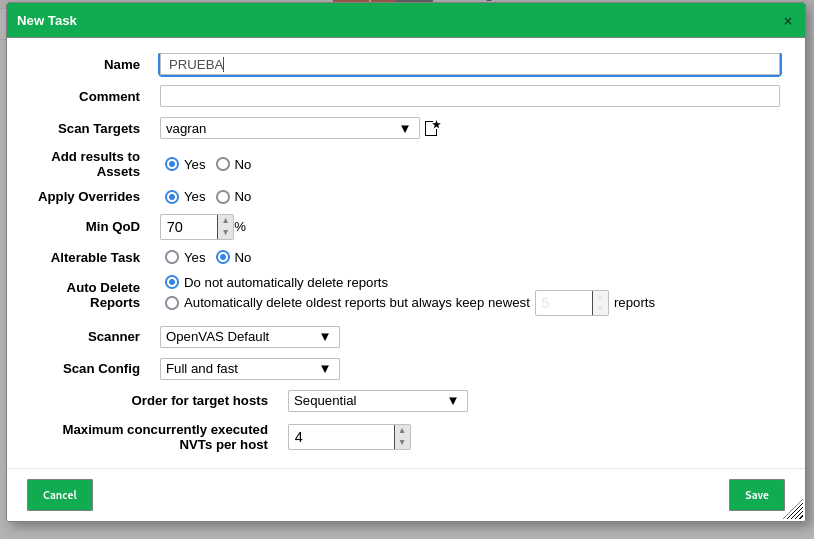 New Task ×
Name PRUEBA
Comment
Scan Targets vagran ▼
Add results to
Assets Yes No
Apply Overrides Yes No
Min QoD 70 %
Alterable Task Yes No
Auto Delete
Reports Do not automatically delete reports
Automatically delete oldest reports but always keep newest 5 reports
Scanner OpenVAS Default ▼
Scan Config Full and fast ▼
Order for target hosts Sequential ▼
Maximum concurrently executed
NVTs per host 4
Cancel Save